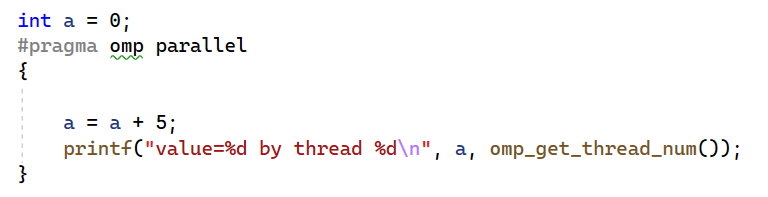 int a = 0;
#pragma omp parallel
{
a = a + 5;
printf("value=%d by thread %d\n", a, omp_get_thread_num());
}